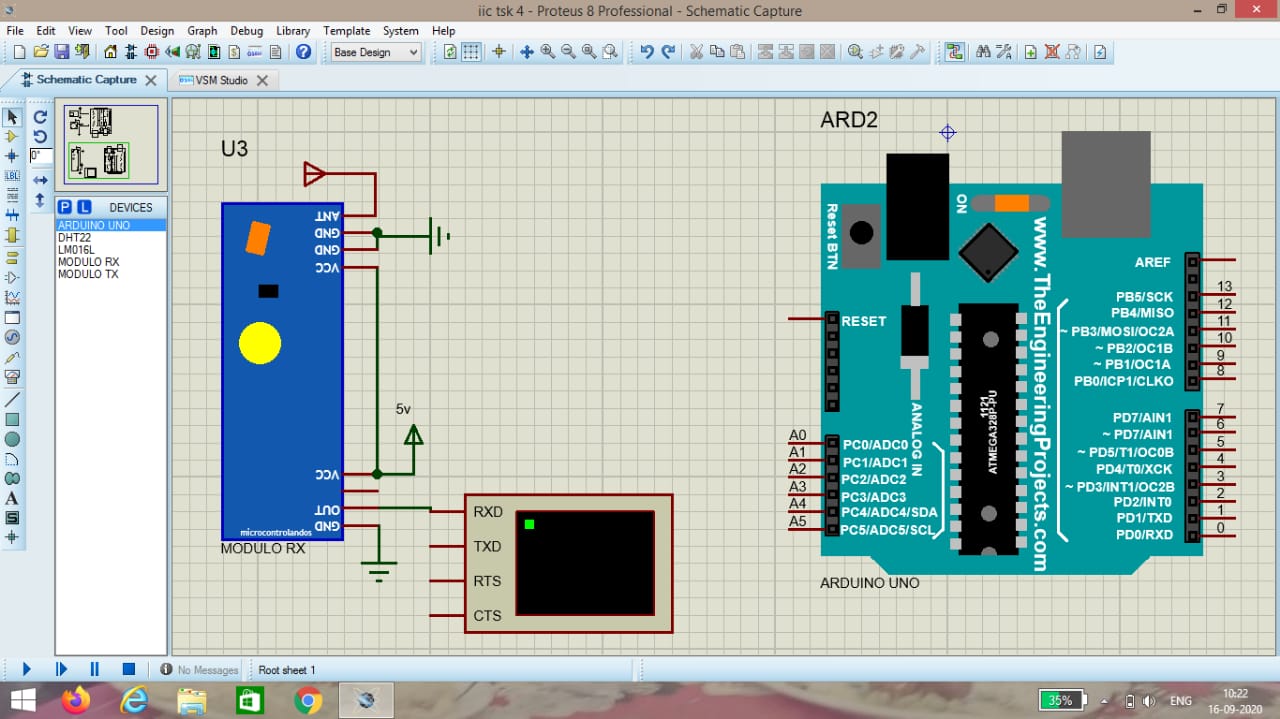 iic tsk 4 - Proteus 8 Professional - Schematic Capture
File Edit View Tool Design Graph Debug Library Template System Help
Base Design
Schematic Capture
VSM Studio
0°
LBL
P L DEVICES
ARDUINO UNO
DHT22
LM016L
MODULO RX
MODULO TX
A
S
U3
ANT
GND
GND
VCC
5v
VCC
OUT
GND
microcontrolandos
MODULO RX
RXD
TXD
RTS
CTS
ARD2
Reset BTN
ON
www.TheEngineeringProjects.com
RESET
ANALOG IN
1121
ATMEGA328P-PU
A0 PC0/ADC0
A1 PC1/ADC1
A2 PC2/ADC2
A3 PC3/ADC3
A4 PC4/ADC4/SDA
A5 PC5/ADC5/SCL
AREF
PB5/SCK 13
PB4/MISO 12
~ PB3/MOSI/OC2A 11
~ PB2/OC1B 10
~ PB1/OC1A 9
PB0/ICP1/CLKO 8
PD7/AIN1 7
~ PD7/AIN1 6
~ PD5/T1/OC0B 5
PD4/T0/XCK 4
~ PD3/INT1/OC2B 3
PD2/INT0 2
PD1/TXD 1
PD0/RXD 0
ARDUINO UNO
No Messages
Root sheet 1
35%
ENG
10:22
16-09-2020